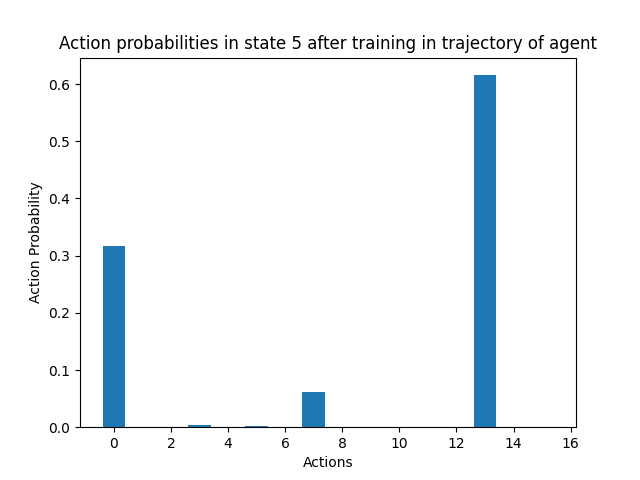 Action probabilities in state 5 after training in trajectory of agent
0.6
0.5
0.4
0.3
0.2
0.1
0.0
Action Probability
0 2 4 6 8 10 12 14 16
Actions